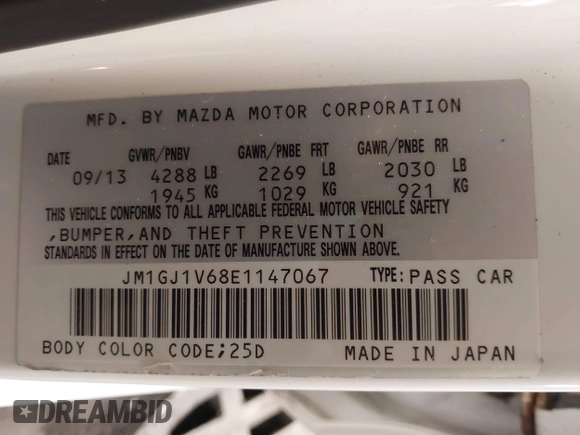 MFD. BY MAZDA MOTOR CORPORATION
DATE GVWR/PNBV GAWR/PNBE FRT GAWR/PNBE RR
09/13 4288 LB 2269 LB 2030 LB
1945 KG 1029 KG 921 KG
THIS VEHICLE CONFORMS TO ALL APPLICABLE FEDERAL MOTOR VEHICLE SAFETY
,BUMPER,AND THEFT PREVENTION
STANDARDS IN EFFECT ON THE DATE OF MANUFACTURE SHOWN ABOVE.
JM1GJ1V68E1147067 TYPE: PASS CAR
BODY COLOR CODE;25D MADE IN JAPAN
DREAMBID